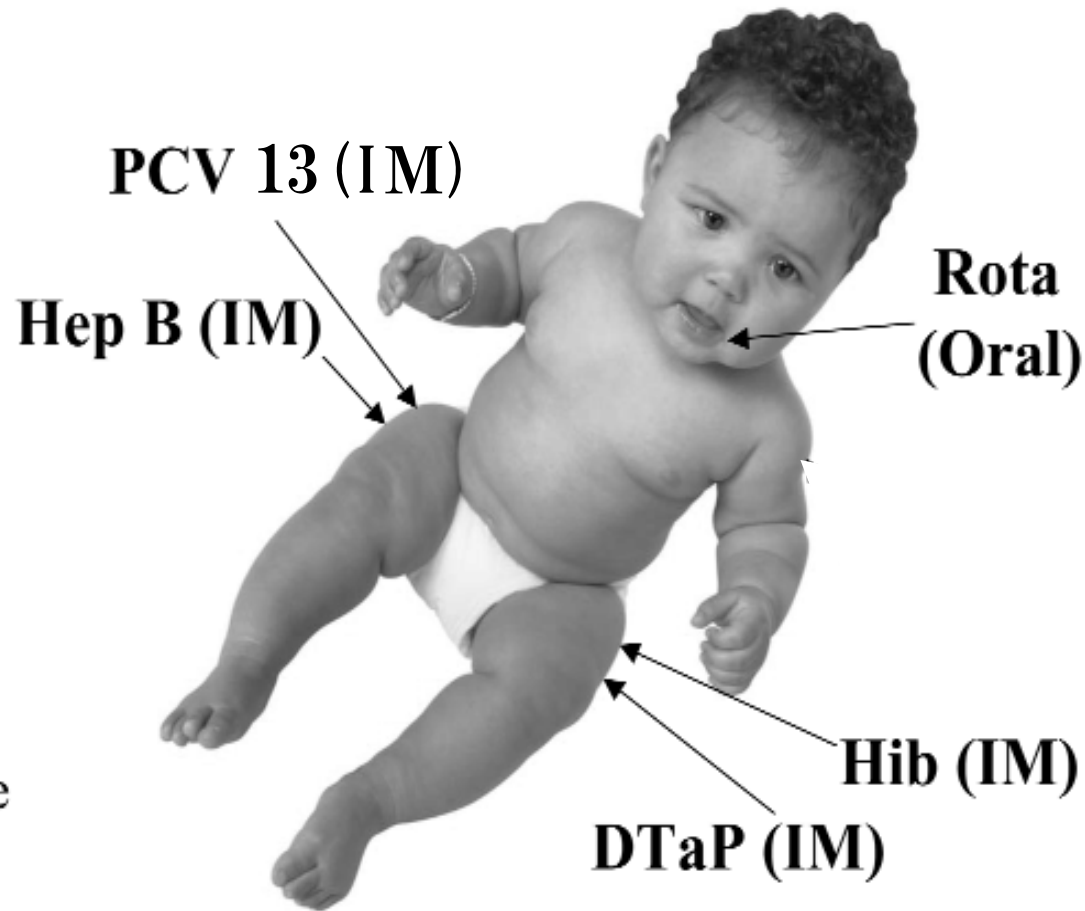 PCV 13 (IM)
Hep B (IM)
Rota
(Oral)
Hib (IM)
DTaP (IM)
e